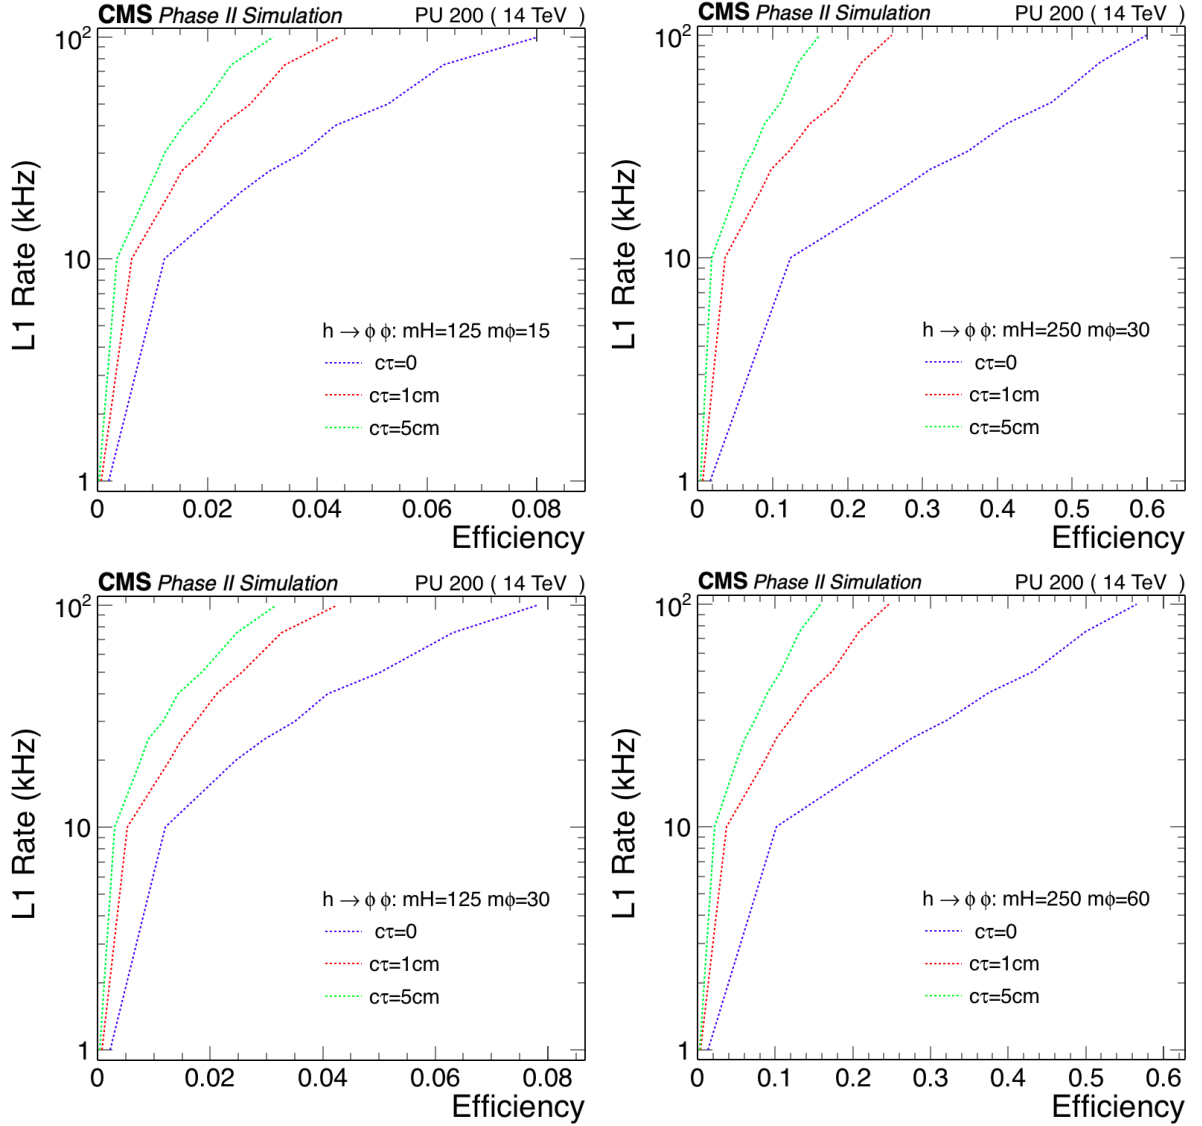 CMS Phase II Simulation PU 200 ( 14 TeV )
10²
10
1
L1 Rate (kHz)
h → ϕ ϕ: mH=125 mϕ=15
cτ=0
cτ=1cm
cτ=5cm
0 0.02 0.04 0.06 0.08
Efficiency
CMS Phase II Simulation PU 200 ( 14 TeV )
10²
10
1
L1 Rate (kHz)
h → ϕ ϕ: mH=250 mϕ=30
cτ=0
cτ=1cm
cτ=5cm
0 0.1 0.2 0.3 0.4 0.5 0.6
Efficiency
CMS Phase II Simulation PU 200 ( 14 TeV )
10²
10
1
L1 Rate (kHz)
h → ϕ ϕ: mH=125 mϕ=30
cτ=0
cτ=1cm
cτ=5cm
0 0.02 0.04 0.06 0.08
Efficiency
CMS Phase II Simulation PU 200 ( 14 TeV )
10²
10
1
L1 Rate (kHz)
h → ϕ ϕ: mH=250 mϕ=60
cτ=0
cτ=1cm
cτ=5cm
0 0.1 0.2 0.3 0.4 0.5 0.6
Efficiency